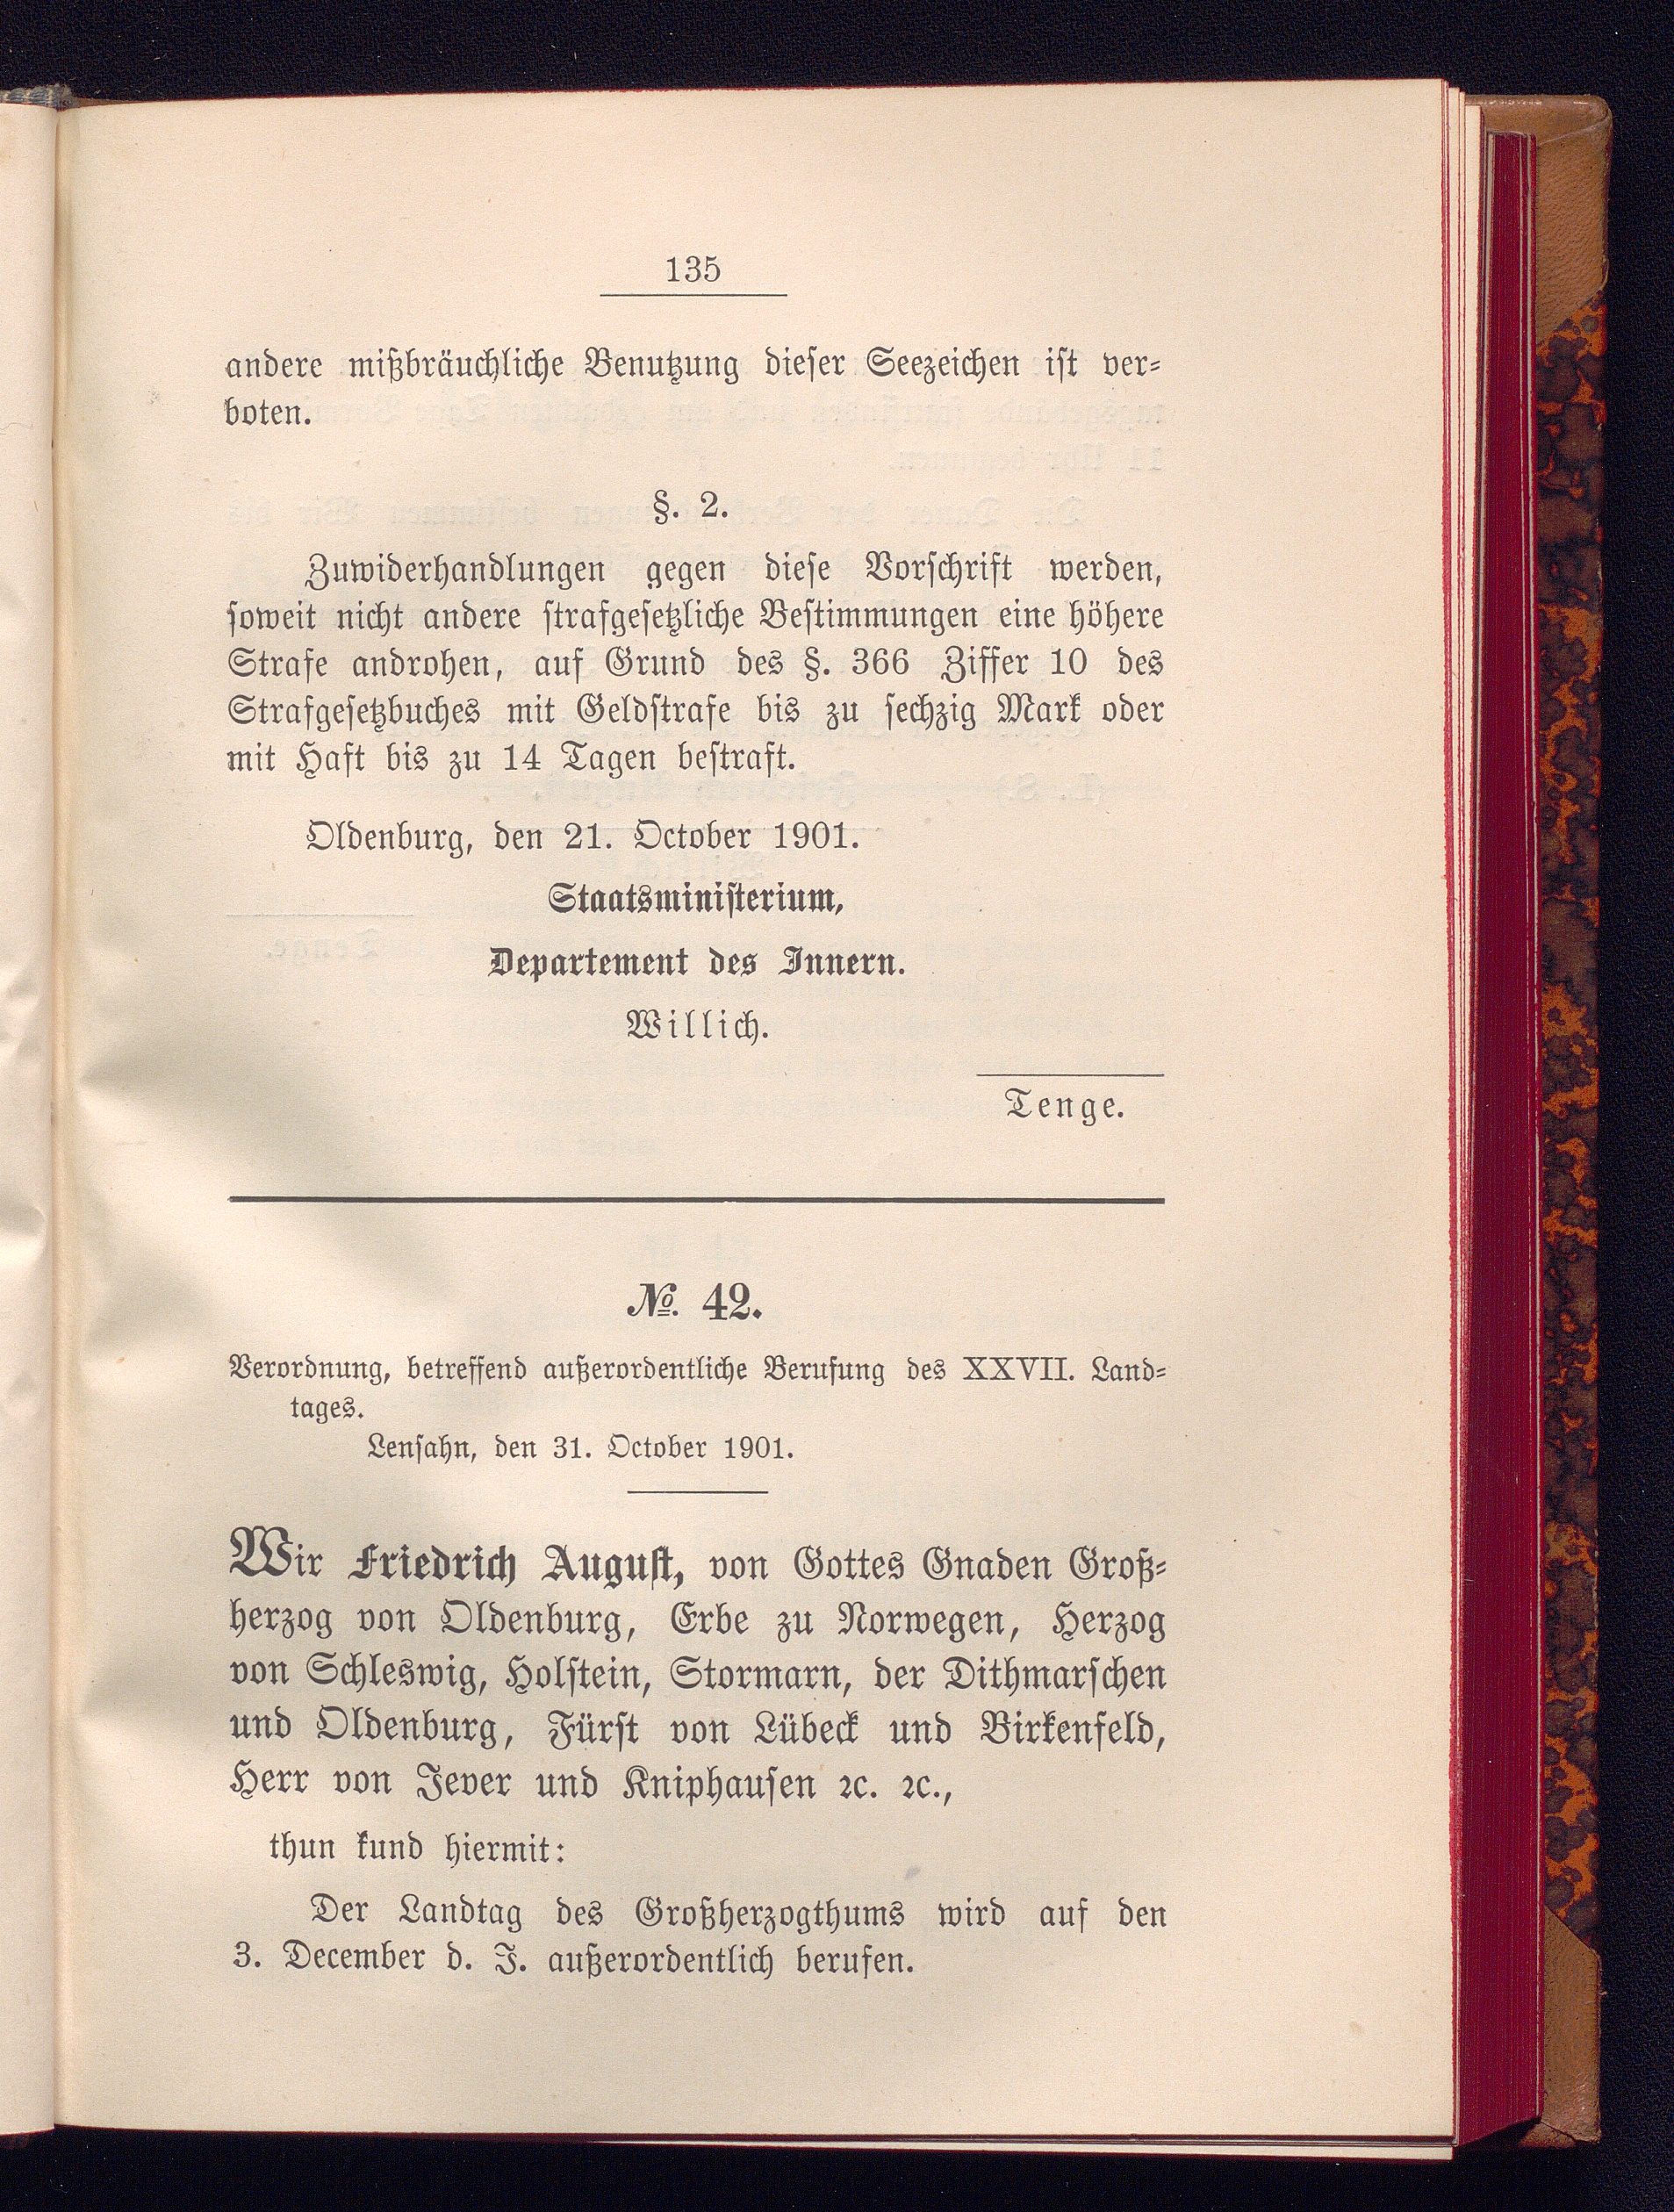 135
andere mißbräuchliche Benutzung dieser Seezeichen ist ver-
boten.
§. 2.
Zuwiderhandlungen gegen diese Vorschrift werden,
soweit nicht andere strafgesetzliche Bestimmungen eine höhere
Strafe androhen, auf Grund des §. 366 Ziffer 10 des
Strafgesetzbuches mit Geldstrafe bis zu sechzig Mark oder
mit Haft bis zu 14 Tagen bestraft.
Oldenburg, den 21. October 1901.
Staatsministerium,
Departement des Innern.
Willich.
Tenge.
№. 42.
Verordnung, betreffend außerordentliche Berufung des XXVII. Land-
tages.
Lensahn, den 31. October 1901.
Wir Friedrich August, von Gottes Gnaden Groß-
herzog von Oldenburg, Erbe zu Norwegen, Herzog
von Schleswig, Holstein, Stormarn, der Dithmarschen
und Oldenburg, Fürst von Lübeck und Birkenfeld,
Herr von Jever und Kniphausen ꝛc. ꝛc.,
thun kund hiermit:
Der Landtag des Großherzogthums wird auf den
3. December d. J. außerordentlich berufen.